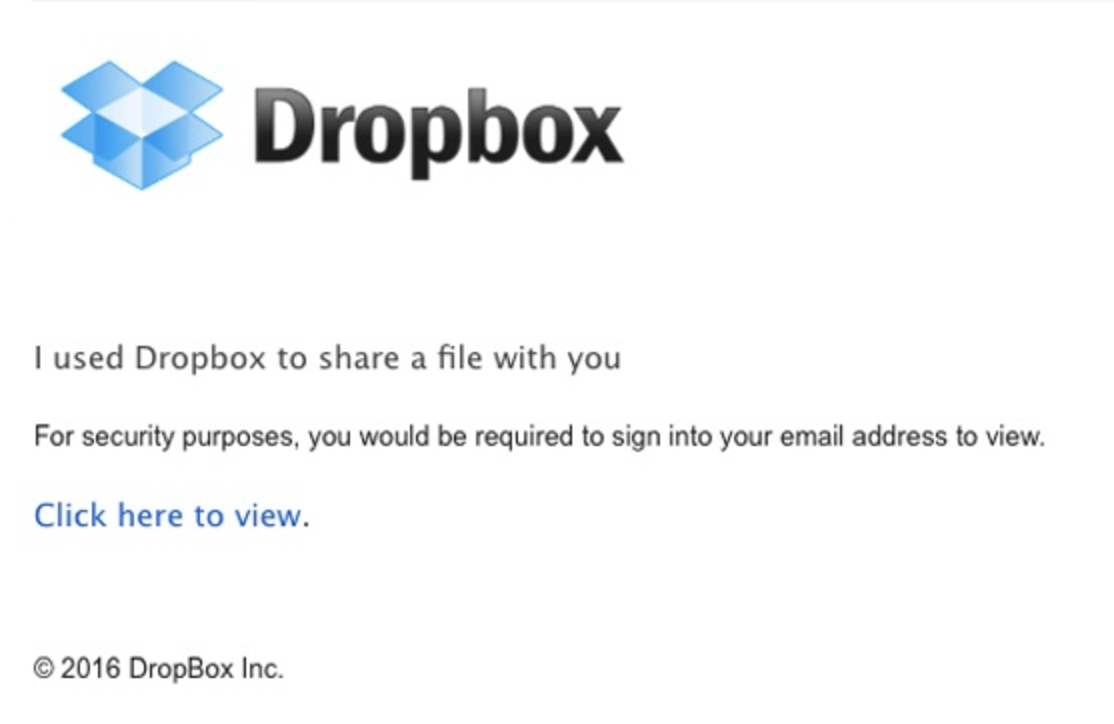 Dropbox
I used Dropbox to share a file with you
For security purposes, you would be required to sign into your email address to view.
Click here to view.
© 2016 DropBox Inc.